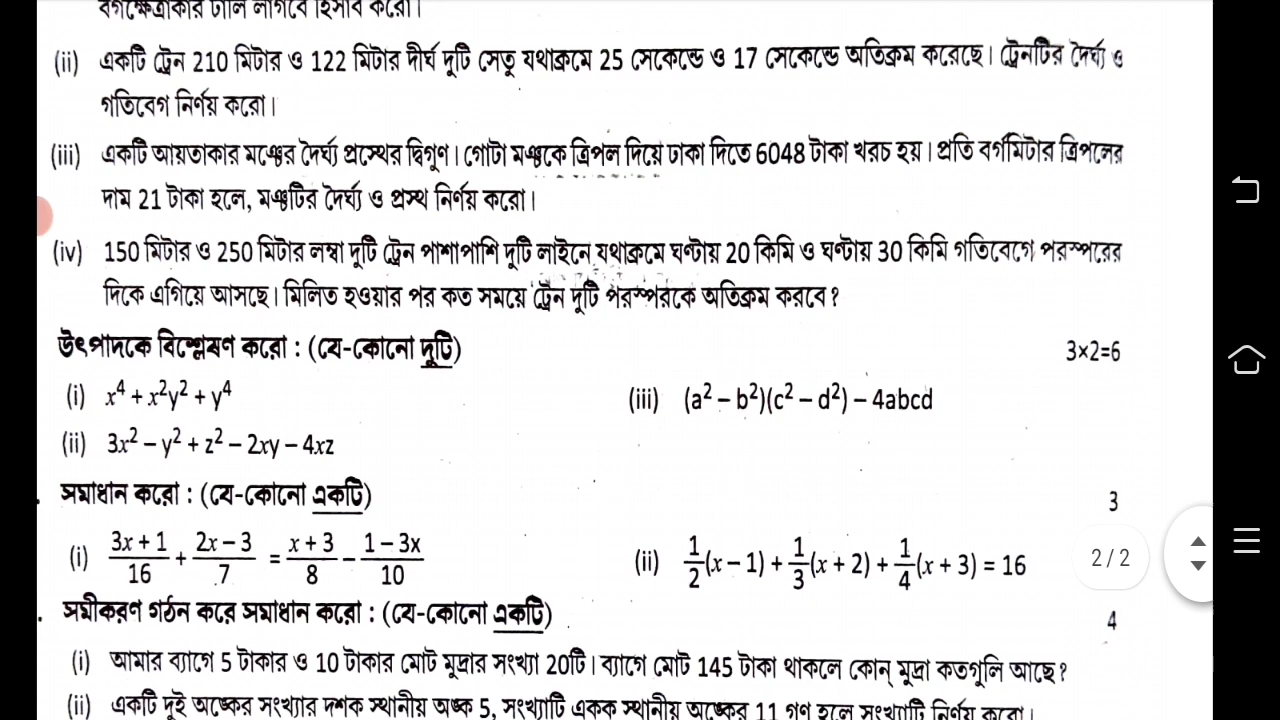 বর্গক্ষেত্রাকার টালি লাগবে হিসাব করো।
(ii) একটি ট্রেন 210 মিটার ও 122 মিটার দীর্ঘ দুটি সেতু যথাক্রমে 25 সেকেন্ডে ও 17 সেকেন্ডে অতিক্রম করেছে। ট্রেনটির দৈর্ঘ্য ও
গতিবেগ নির্ণয় করো।
(iii) একটি আয়তাকার মঞ্চের দৈর্ঘ্য প্রস্থের দ্বিগুণ। গোটা মঞ্চকে ত্রিপল দিয়ে ঢাকা দিতে 6048 টাকা খরচ হয়। প্রতি বর্গমিটার ত্রিপলের
দাম 21 টাকা হলে, মঞ্চটির দৈর্ঘ্য ও প্রস্থ নির্ণয় করো।
(iv) 150 মিটার ও 250 মিটার লম্বা দুটি ট্রেন পাশাপাশি দুটি লাইনে যথাক্রমে ঘণ্টায় 20 কিমি ও ঘণ্টায় 30 কিমি গতিবেগে পরস্পরের
দিকে এগিয়ে আসছে। মিলিত হওয়ার পর কত সময়ে ট্রেন দুটি পরস্পরকে অতিক্রম করবে?
উৎপাদকে বিশ্লেষণ করো : (যে-কোনো দুটি) 3×2=6
(i) x⁴ + x²y² + y⁴ (iii) (a² – b²)(c² – d²) – 4abcd
(ii) 3x² – y² + z² – 2xy – 4xz
. সমাধান করো : (যে-কোনো একটি) 3
(i) (3x + 1)/16 + (2x – 3)/7 = (x + 3)/8 – (1 – 3x)/10 (ii) 1/2(x – 1) + 1/3(x + 2) + 1/4(x + 3) = 16
2/2
. সমীকরণ গঠন করে সমাধান করো : (যে-কোনো একটি) 4
(i) আমার ব্যাগে 5 টাকার ও 10 টাকার মোট মুদ্রার সংখ্যা 20টি। ব্যাগে মোট 145 টাকা থাকলে কোন্ মুদ্রা কতগুলি আছে?
(ii) একটি দুই অঙ্কের সংখ্যার দশক স্থানীয় অঙ্ক 5, সংখ্যাটি একক স্থানীয় অঙ্কের 11 গুণ হলে সংখ্যাটি নির্ণয় করো।